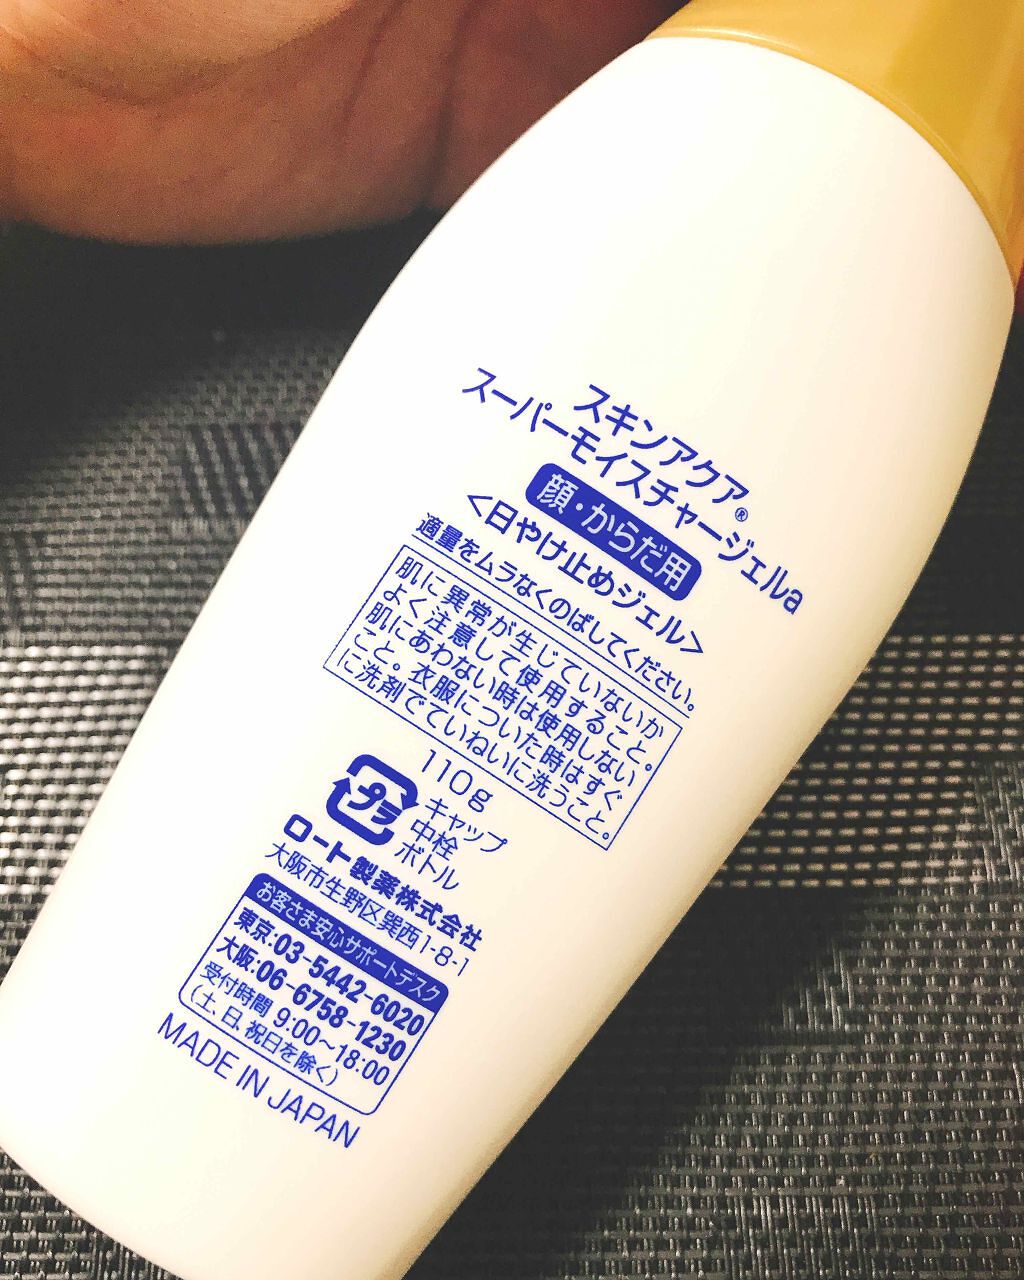 スキンアクア®
スーパーモイスチャージェルa
顔・からだ用
<日やけ止めジェル>
適量をムラなくのばしてください。
肌に異常が生じていないか
よく注意して使用すること。
肌にあわない時は使用しない
こと。衣服についた時はすぐ
に洗剤でていねいに洗うこと。
110g
プラ
キャップ
中栓
ボトル
ロート製薬株式会社
大阪市生野区巽西1-8-1
お客さま安心サポートデスク
東京:03-5442-6020
大阪:06-6758-1230
受付時間 9:00~18:00
(土、日、祝日を除く)
MADE IN JAPAN